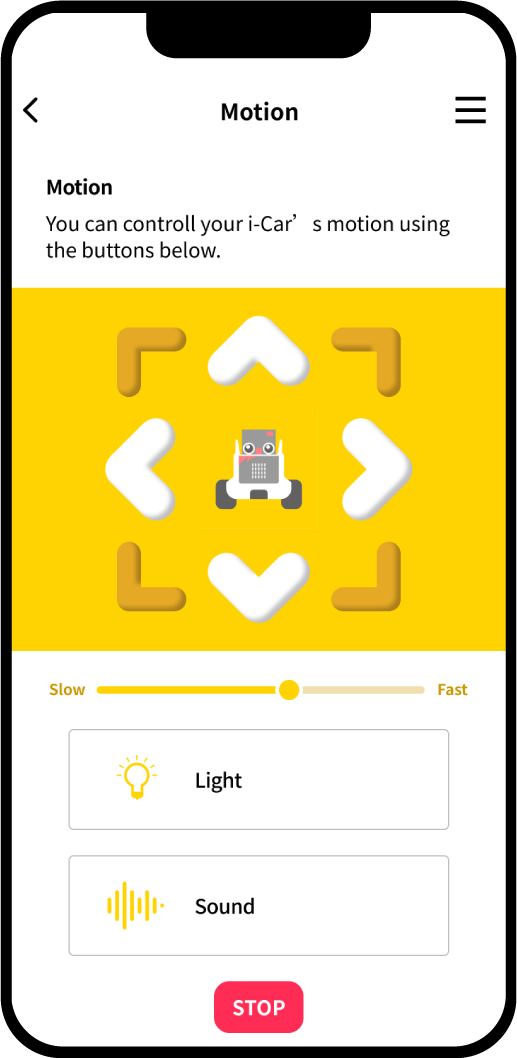 Motion
Motion
You can controll your i-Car’ s motion using
the buttons below.
Slow
Fast
Light
Sound
STOP